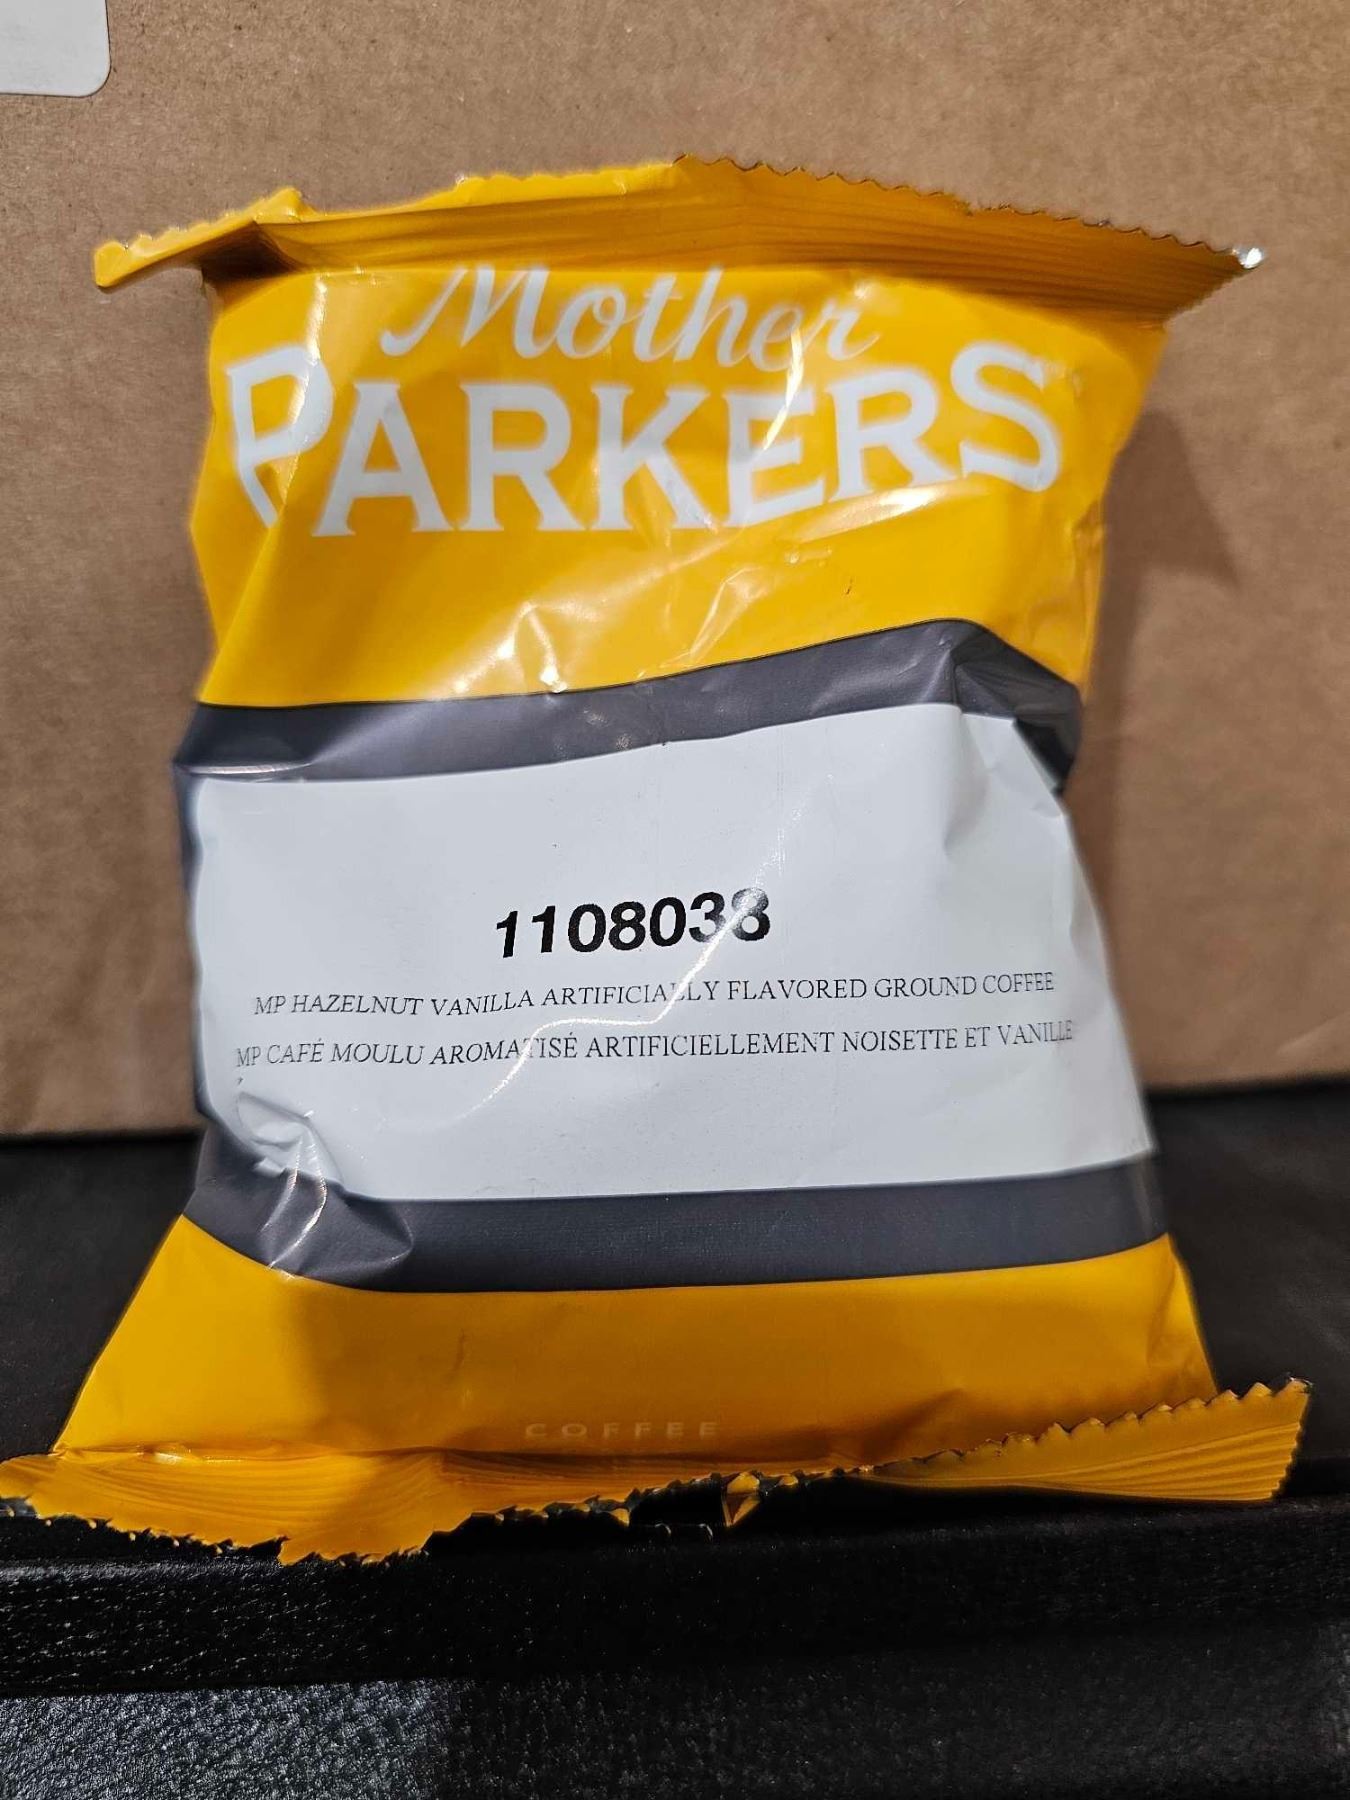 Mother
PARKERS
1108038
MP HAZELNUT VANILLA ARTIFICIALLY FLAVORED GROUND COFFEE
MP CAFÉ MOULU AROMATISÉ ARTIFICIELLEMENT NOISETTE ET VANILLE
COFFEE